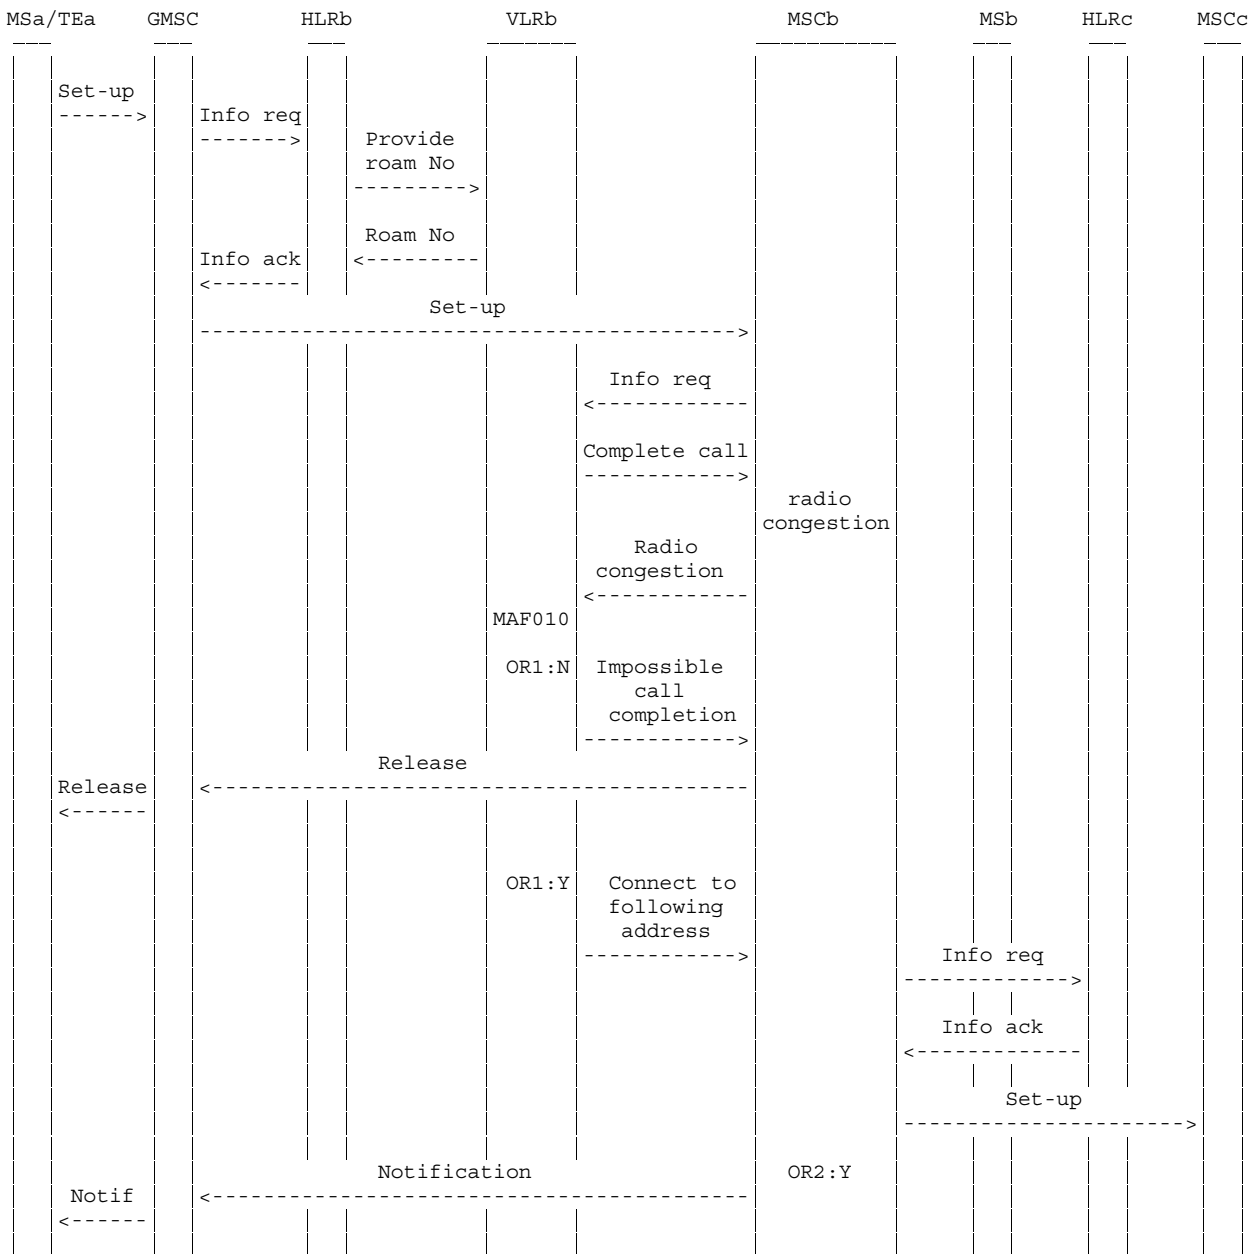 MSa/TEa GMSC HLRb VLRb MSCb MSb HLRc MSCc
Set-up
------>
Info req
------->
Provide
roam No
--------->
Roam No
<---------
Info ack
<-------
Set-up
------------------------------------------>
Info req
<------------
Complete call
------------>
radio
congestion
Radio
congestion
<------------
MAF010
OR1:N
Impossible
call
completion
------------>
Release
<------------------------------------------
Release
<------
OR1:Y
Connect to
following
address
------------>
Info req
------------->
Info ack
<-------------
Set-up
---------------------->
Notification OR2:Y
<------------------------------------------
Notif
<------